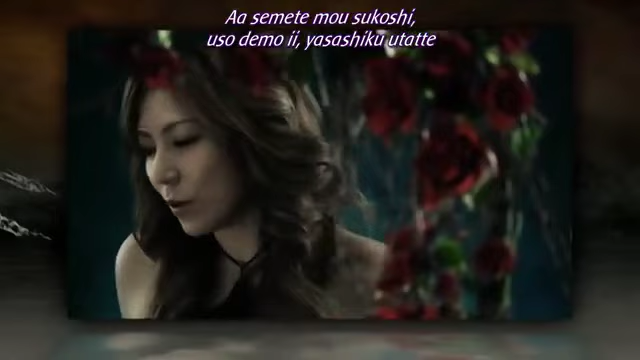 Aa semete mou sukoshi,
uso demo ii, yasashiku utatte